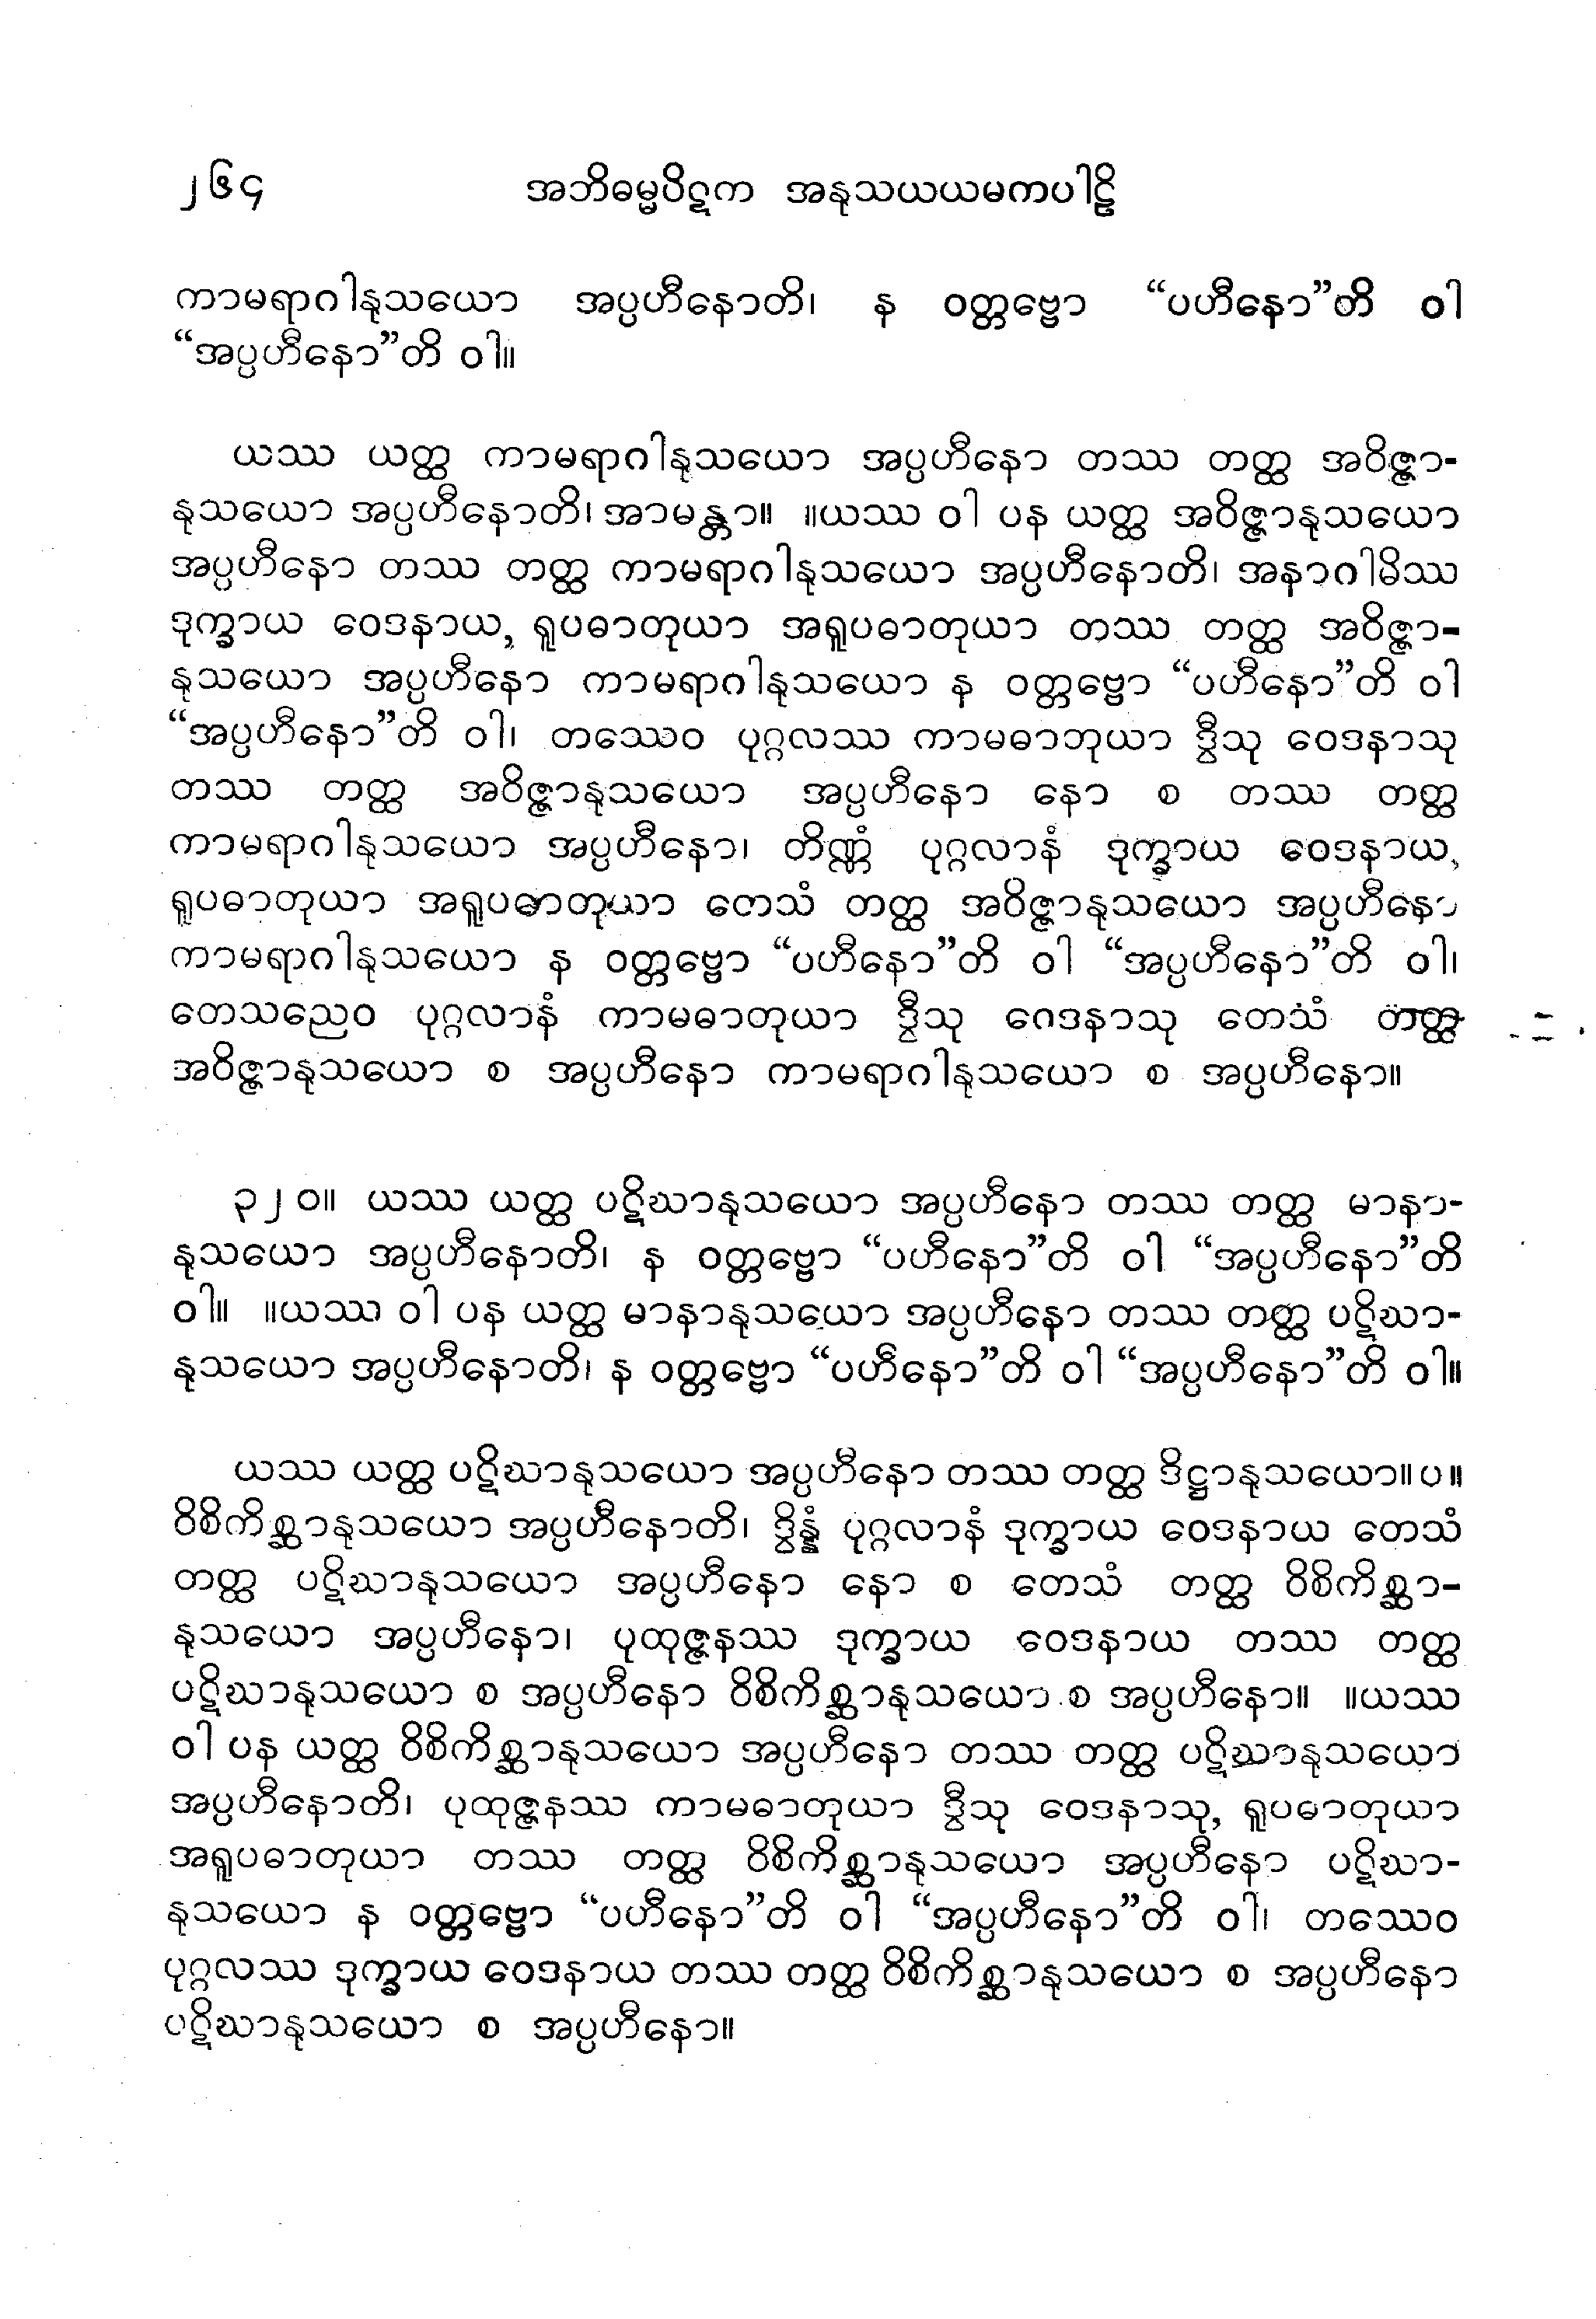 ၂၆၄ အဘိဓမ္မပိဋက အနုသယယမကပါဠိ
ကာမရာဂါနုသယော အပ္ပဟီနောတိ၊ န ဝတ္တဗ္ဗော “ပဟီနော”တိ ဝါ
“အပ္ပဟီနော”တိ ဝါ။
ယဿ ယတ္ထ ကာမရာဂါနုသယော အပ္ပဟီနော တဿ တတ္ထ အဝိဇ္ဇာ-
နုသယော အပ္ပဟီနောတိ၊ အာမန္တာ။ ။ယဿ ဝါ ပန ယတ္ထ အဝိဇ္ဇာနုသယော
အပ္ပဟီနော တဿ တတ္ထ ကာမရာဂါနုသယော အပ္ပဟီနောတိ၊ အနာဂါမိဿ
ဒုက္ခာယ ဝေဒနာယ, ရူပဓာတုယာ အရူပဓာတုယာ တဿ တတ္ထ အဝိဇ္ဇာ-
နုသယော အပ္ပဟီနော ကာမရာဂါနုသယော န ဝတ္တဗ္ဗော “ပဟီနော”တိ ဝါ
“အပ္ပဟီနော”တိ ဝါ၊ တဿေဝ ပုဂ္ဂလဿ ကာမဓာဘုယာ ဒွီသု ဝေဒနာသု
တဿ တတ္ထ အဝိဇ္ဇာနုသယော အပ္ပဟီနော နော စ တဿ တတ္ထ
ကာမရာဂါနုသယော အပ္ပဟီနော၊ တိဏ္ဏံ ပုဂ္ဂလာနံ ဒုက္ခာယ ဝေဒနာယ,
ရူပဓာတုယာ အရူပဓာတုယာ တေသံ တတ္ထ အဝိဇ္ဇာနုသယော အပ္ပဟီနော
ကာမရာဂါနုသယော န ဝတ္တဗ္ဗော “ပဟီနော”တိ ဝါ “အပ္ပဟီနော”တိ ဝါ၊
တေသညေဝ ပုဂ္ဂလာနံ ကာမဓာတုယာ ဒွီသု ဂေဒနာသု တေသံ တတ္ထ
အဝိဇ္ဇာနုသယော စ အပ္ပဟီနော ကာမရာဂါနုသယော စ အပ္ပဟီနော။
၃၂၀။ ယဿ ယတ္ထ ပဋိဃာနုသယော အပ္ပဟီနော တဿ တတ္ထ မာနာ-
နုသယော အပ္ပဟီနောတိ၊ န ဝတ္တဗ္ဗော “ပဟီနော”တိ ဝါ “အပ္ပဟီနော”တိ
ဝါ။ ။ယဿ ဝါ ပန ယတ္ထ မာနာနုသယော အပ္ပဟီနော တဿ တတ္ထ ပဋိဃာ-
နုသယော အပ္ပဟီနောတိ၊ န ဝတ္တဗ္ဗော “ပဟီနော”တိ ဝါ “အပ္ပဟီနော”တိ ဝါ။
ယဿ ယတ္ထ ပဋိဃာနုသယော အပ္ပဟီနော တဿ တတ္ထ ဒိဋ္ဌာနုသယော။ပ။
ဝိစိကိစ္ဆာနုသယော အပ္ပဟီနောတိ၊ ဒွိန္နံ ပုဂ္ဂလာနံ ဒုက္ခာယ ဝေဒနာယ တေသံ
တတ္ထ ပဋိဃာနုသယော အပ္ပဟီနော နော စ တေသံ တတ္ထ ဝိစိကိစ္ဆာ-
နုသယော အပ္ပဟီနော၊ ပုထုဇ္ဇနဿ ဒုက္ခာယ ဝေဒနာယ တဿ တတ္ထ
ပဋိဃာနုသယော စ အပ္ပဟီနော ဝိစိကိစ္ဆာနုသယော စ အပ္ပဟီနော။ ။ယဿ
ဝါ ပန ယတ္ထ ဝိစိကိစ္ဆာနုသယော အပ္ပဟီနော တဿ တတ္ထ ပဋိဃာနုသယော
အပ္ပဟီနောတိ၊ ပုထုဇ္ဇနဿ ကာမဓာတုယာ ဒွီသု ဝေဒနာသု, ရူပဓာတုယာ
အရူပဓာတုယာ တဿ တတ္ထ ဝိစိကိစ္ဆာနုသယော အပ္ပဟီနော ပဋိဃာ-
နုသယော န ဝတ္တဗ္ဗော “ပဟီနော”တိ ဝါ “အပ္ပဟီနော”တိ ဝါ၊ တဿေဝ
ပုဂ္ဂလဿ ဒုက္ခာယ ဝေဒနာယ တဿ တတ္ထ ဝိစိကိစ္ဆာနုသယော စ အပ္ပဟီနော
ပဋိဃာနုသယော စ အပ္ပဟီနော။